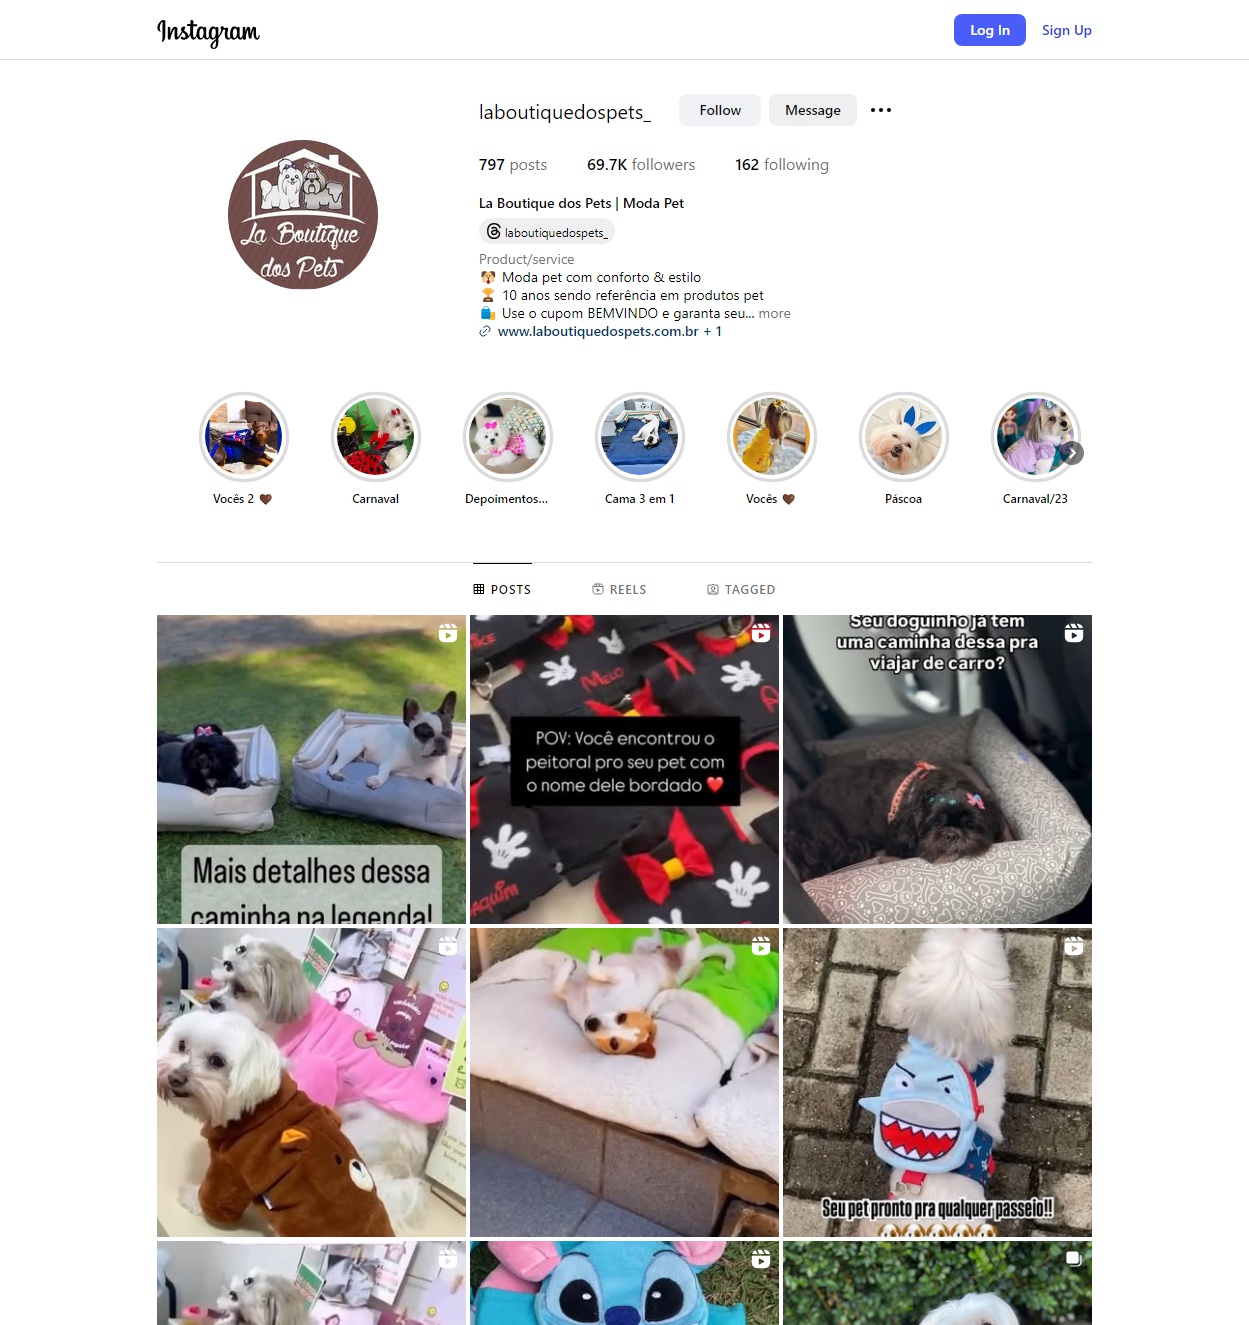 Instagram
Log In
Sign Up
laboutiquedospets_
Follow
Message
797 posts
69.7K followers
162 following
La Boutique dos Pets | Moda Pet
laboutiquedospets_
Product/service
Moda pet com conforto & estilo
10 anos sendo referência em produtos pet
Use o cupom BEMVINDO e garanta seu... more
www.laboutiquedospets.com.br + 1
La Boutique
dos Pets
Vocês 2
Carnaval
Depoimentos...
Cama 3 em 1
Vocês
Páscoa
Carnaval/23
POSTS
REELS
TAGGED
Mais detalhes dessa
caminha na legenda!
MELO
POV: Você encontrou o
peitoral pro seu pet com
o nome dele bordado
Seu doguinho já tem
uma caminha dessa pra
viajar de carro?
Seu pet pronto pra qualquer passeio!!